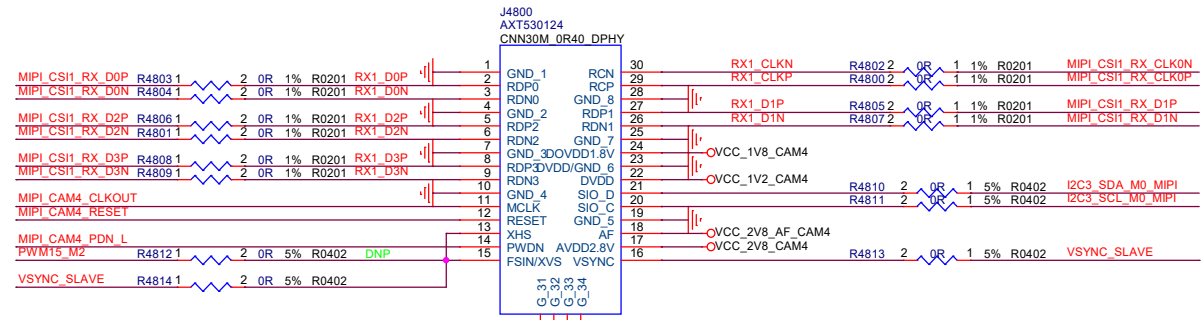 J4800
AXT530124
CNN30M_0R40_DPHY
1 GND_1 RCN 30 RX1_CLKN R4802 2 0R 1 1% R0201 MIPI_CSI1_RX_CLK0N
MIPI_CSI1_RX_D0P R4803 1 2 0R 1% R0201 RX1_D0P 2 RDP0 RCP 29 RX1_CLKP R4800 2 0R 1 1% R0201 MIPI_CSI1_RX_CLK0P
MIPI_CSI1_RX_D0N R4804 1 2 0R 1% R0201 RX1_D0N 3 RDN0 GND_8 28
4 GND_2 RDP1 27 RX1_D1P R4805 2 0R 1 1% R0201 MIPI_CSI1_RX_D1P
MIPI_CSI1_RX_D2P R4806 1 2 0R 1% R0201 RX1_D2P 5 RDP2 RDN1 26 RX1_D1N R4807 2 0R 1 1% R0201 MIPI_CSI1_RX_D1N
MIPI_CSI1_RX_D2N R4801 1 2 0R 1% R0201 RX1_D2N 6 RDN2 GND_7 25
7 GND_3 DOVDD1.8V 24 VCC_1V8_CAM4
MIPI_CSI1_RX_D3P R4808 1 2 0R 1% R0201 RX1_D3P 8 RDP3 DVDD/GND_6 23
MIPI_CSI1_RX_D3N R4809 1 2 0R 1% R0201 RX1_D3N 9 RDN3 DVDD 22 VCC_1V2_CAM4
10 GND_4 SIO_D 21 R4810 2 0R 1 5% R0402 I2C3_SDA_M0_MIPI
MIPI_CAM4_CLKOUT 11 MCLK SIO_C 20 R4811 2 0R 1 5% R0402 I2C3_SCL_M0_MIPI
MIPI_CAM4_RESET 12 RESET GND_5 19
13 XHS AF 18 VCC_2V8_AF_CAM4
MIPI_CAM4_PDN_L 14 PWDN AVDD2.8V 17 VCC_2V8_CAM4
PWM15_M2 R4812 1 2 0R 5% R0402 DNP 15 FSIN/XVS VSYNC 16 R4813 2 0R 1 5% R0402 VSYNC_SLAVE
VSYNC_SLAVE R4814 1 2 0R 5% R0402
G_31 G_32 G_33 G_34